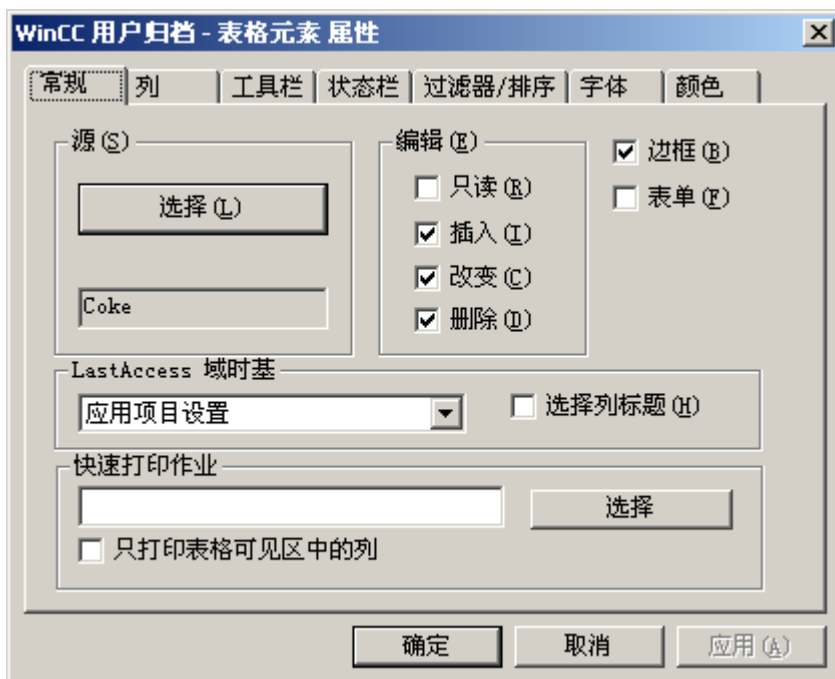 WinCC 用户归档 - 表格元素 属性
常规 列 工具栏 状态栏 过滤器/排序 字体 颜色
源(S) 编辑(E) 边框(B)
只读(R) 表单(F)
选择(L)
插入(I)
改变(C)
Coke
删除(D)
LastAccess 域时基
应用项目设置 选择列标题(H)
快速打印作业
选择
只打印表格可见区中的列
确定 取消 应用(A)